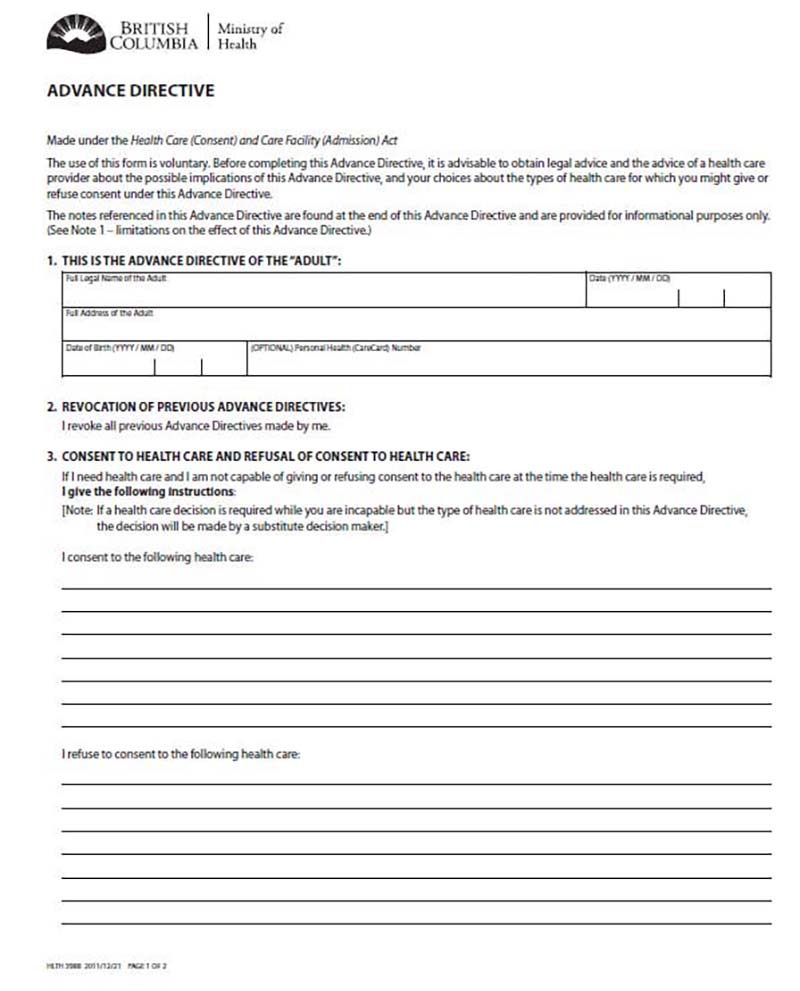 BRITISH COLUMBIA
Ministry of Health
ADVANCE DIRECTIVE
Made under the Health Care (Consent) and Care Facility (Admission) Act
The use of this form is voluntary. Before completing this Advance Directive, it is advisable to obtain legal advice and the advice of a health care
provider about the possible implications of this Advance Directive, and your choices about the types of health care for which you might give or
refuse consent under this Advance Directive.
The notes referenced in this Advance Directive are found at the end of this Advance Directive and are provided for informational purposes only.
(See Note 1 – limitations on the effect of this Advance Directive.)
1. THIS IS THE ADVANCE DIRECTIVE OF THE "ADULT":
Full Legal Name of the Adult
Date (YYYY / MM / DD)
Full Address of the Adult
Date of Birth (YYYY / MM / DD)
(OPTIONAL) Personal Health (CareCard) Number
2. REVOCATION OF PREVIOUS ADVANCE DIRECTIVES:
I revoke all previous Advance Directives made by me.
3. CONSENT TO HEALTH CARE AND REFUSAL OF CONSENT TO HEALTH CARE:
If I need health care and I am not capable of giving or refusing consent to the health care at the time the health care is required,
I give the following instructions:
[Note: If a health care decision is required while you are incapable but the type of health care is not addressed in this Advance Directive,
the decision will be made by a substitute decision maker.]
I consent to the following health care:
I refuse to consent to the following health care:
HLTH 3988 2011/12/21 PAGE 1 OF 2